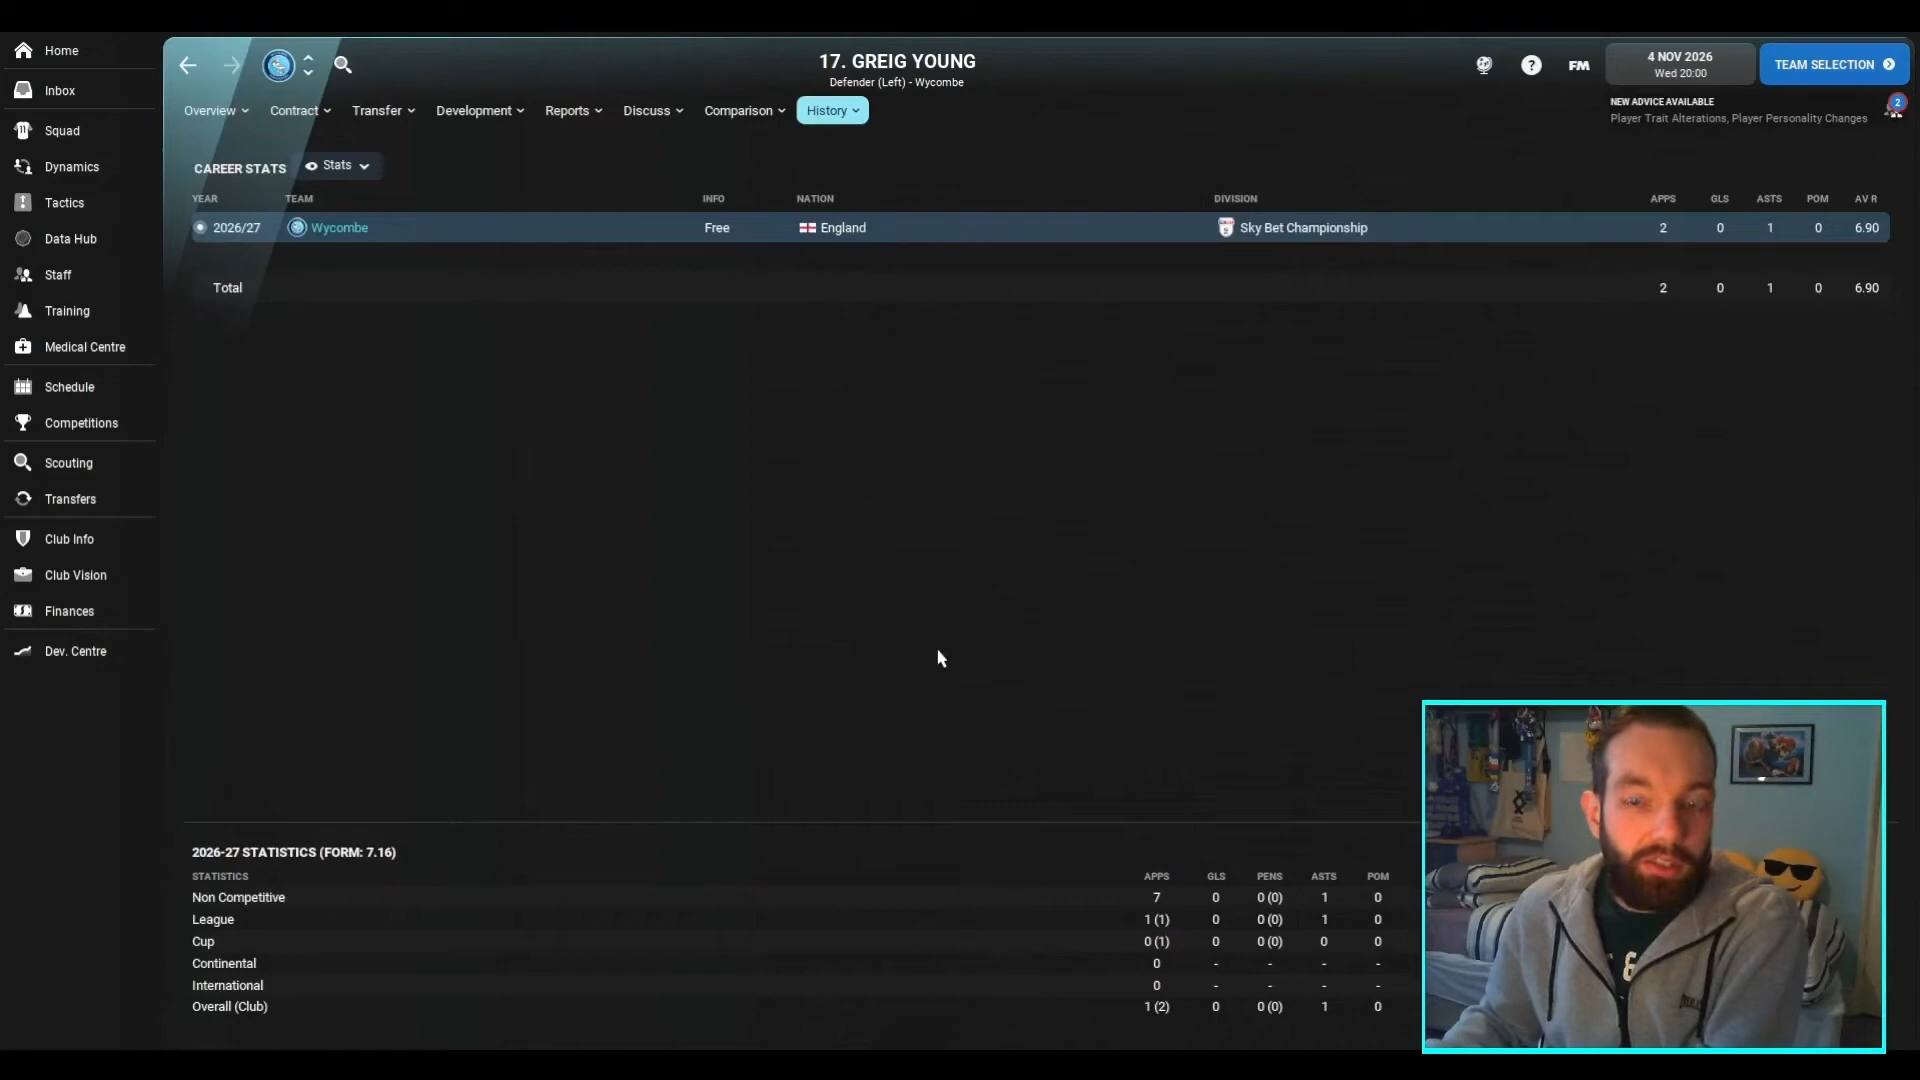 Home
Inbox
Squad
Dynamics
Tactics
Data Hub
Staff
Training
Medical Centre
Schedule
Competitions
Scouting
Transfers
Club Info
Club Vision
Finances
Dev. Centre
17. GREIG YOUNG
Defender (Left) - Wycombe
FM
4 NOV 2026
Wed 20:00
TEAM SELECTION
Overview Contract Transfer Development Reports Discuss Comparison History
NEW ADVICE AVAILABLE
Player Trait Alterations, Player Personality Changes
2
CAREER STATS Stats
YEAR TEAM INFO NATION DIVISION APPS GLS ASTS POM AV R
2026/27 Wycombe Free England Sky Bet Championship 2 0 1 0 6.90
Total 2 0 1 0 6.90
2026-27 STATISTICS (FORM: 7.16)
STATISTICS APPS GLS PENS ASTS POM
Non Competitive 7 0 0 (0) 1 0
League 1 (1) 0 0 (0) 1 0
Cup 0 (1) 0 0 (0) 0 0
Continental 0 - - - -
International 0 - - - -
Overall (Club) 1 (2) 0 0 (0) 1 0